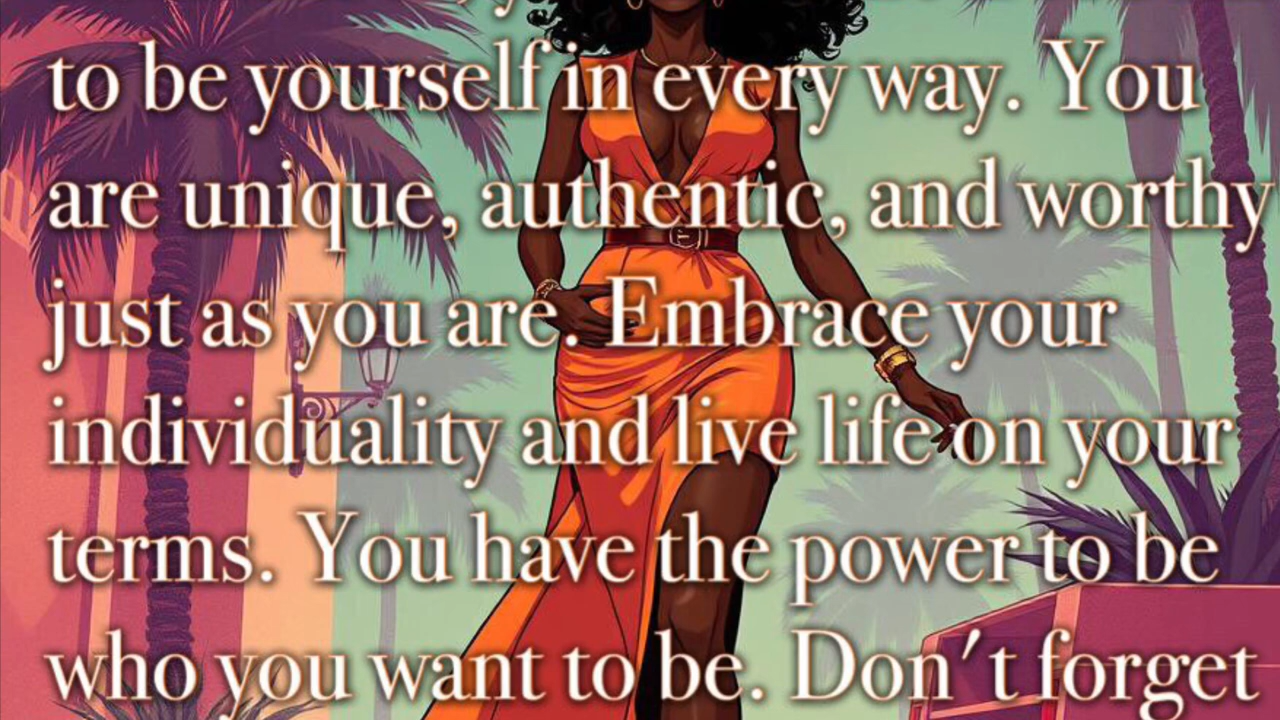 to be yourself in every way. You
are unique, authentic, and worthy
just as you are. Embrace your
individuality and live life on your
terms. You have the power to be
who you want to be. Don't forget